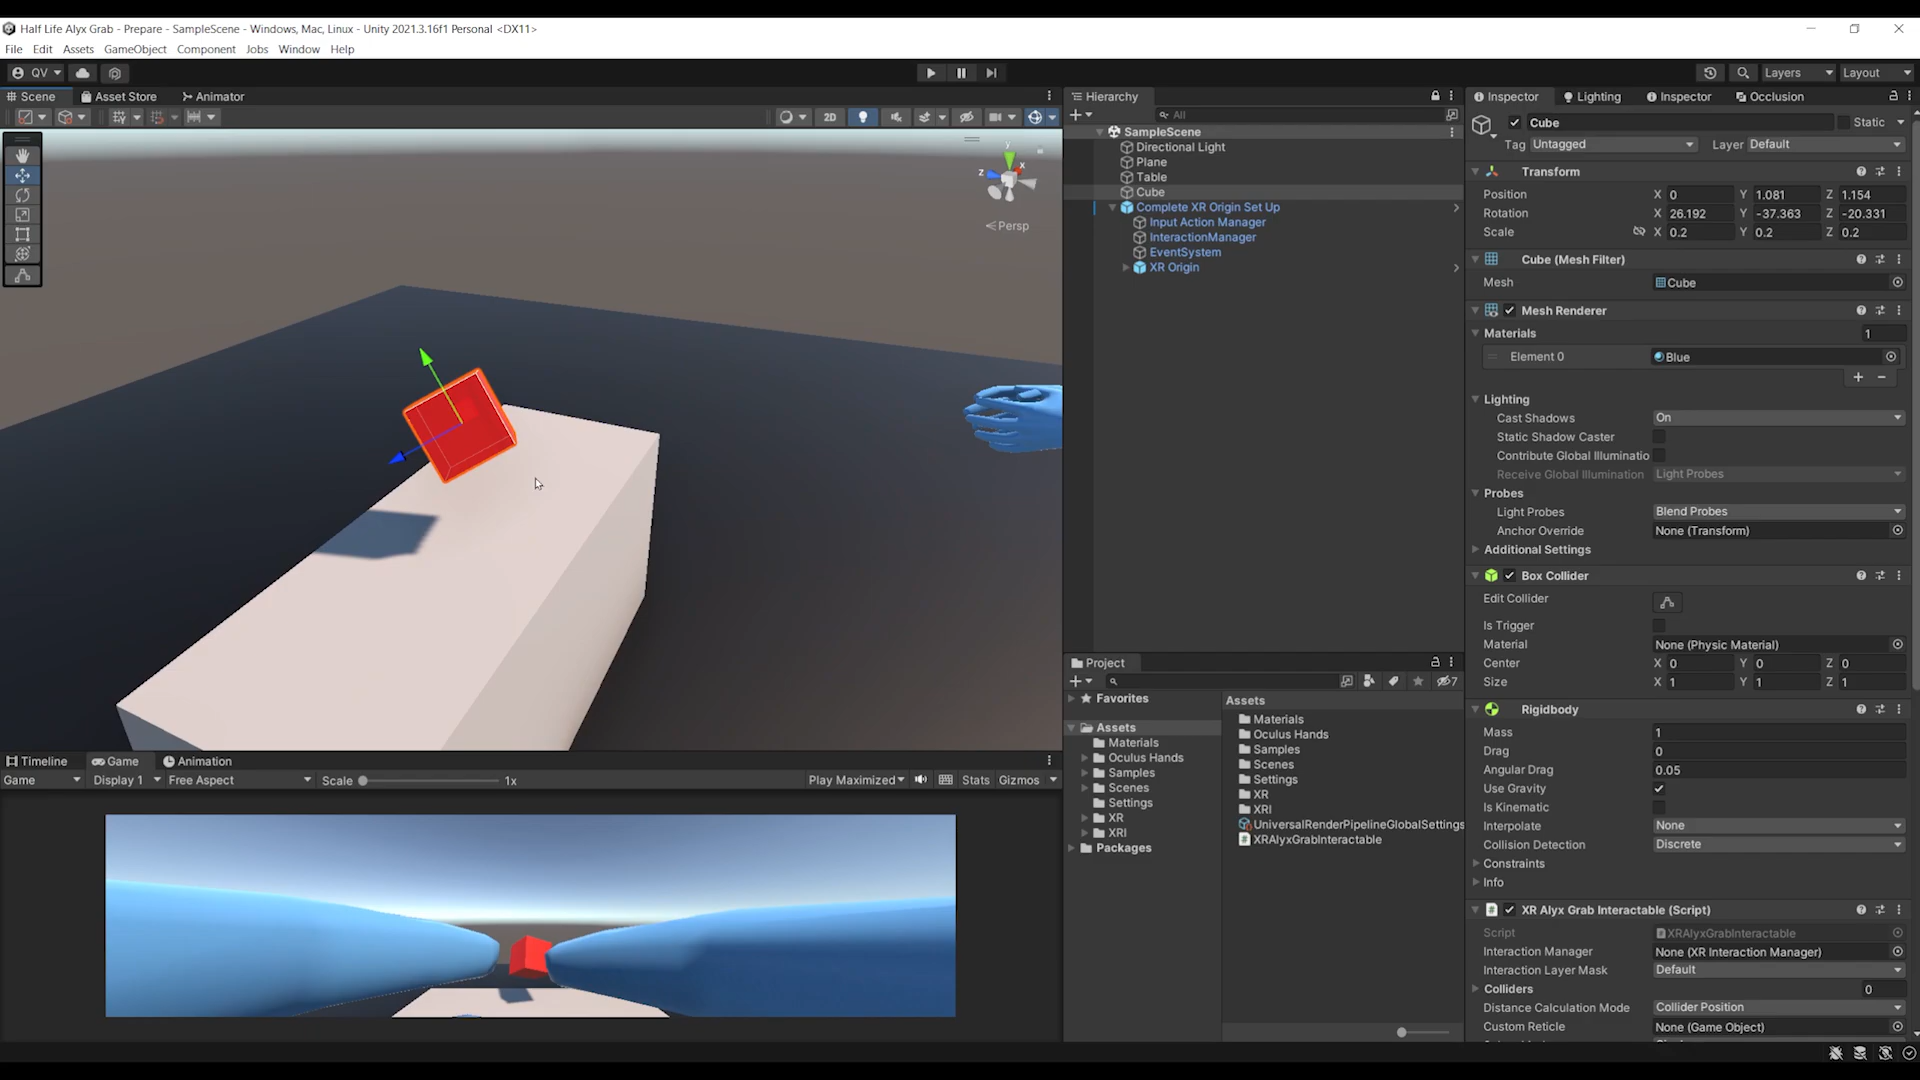 Half Life Alyx Grab - Prepare - SampleScene - Windows, Mac, Linux - Unity 2021.3.16f1 Personal <DX11>
File Edit Assets GameObject Component Jobs Window Help
QV Layers Layout
Scene Asset Store Animator
2D
y
x
z
Persp
Hierarchy
All
SampleScene
Directional Light
Plane
Table
Cube
Complete XR Origin Set Up
Input Action Manager
InteractionManager
EventSystem
XR Origin
Inspector Lighting Inspector Occlusion
Cube Static
Tag Untagged Layer Default
Transform
Position X 0 Y 1.081 Z 1.154
Rotation X 26.192 Y -37.363 Z -20.331
Scale X 0.2 Y 0.2 Z 0.2
Cube (Mesh Filter)
Mesh Cube
Mesh Renderer
Materials 1
Element 0 Blue
Lighting
Cast Shadows On
Static Shadow Caster
Contribute Global Illuminatio
Receive Global Illumination Light Probes
Probes
Light Probes Blend Probes
Anchor Override None (Transform)
Additional Settings
Box Collider
Edit Collider
Is Trigger
Material None (Physic Material)
Center X 0 Y 0 Z 0
Size X 1 Y 1 Z 1
Rigidbody
Mass 1
Drag 0
Angular Drag 0.05
Use Gravity
Is Kinematic
Interpolate None
Collision Detection Discrete
Constraints
Info
XR Alyx Grab Interactable (Script)
Script XRAlyxGrabInteractable
Interaction Manager None (XR Interaction Manager)
Interaction Layer Mask Default
Colliders 0
Distance Calculation Mode Collider Position
Custom Reticle None (Game Object)
Project
7
Favorites
Assets
Materials
Oculus Hands
Samples
Scenes
Settings
XR
XRI
Packages
Assets
Materials
Oculus Hands
Samples
Scenes
Settings
XR
XRI
UniversalRenderPipelineGlobalSettings
XRAlyxGrabInteractable
Timeline Game Animation
Game Display 1 Free Aspect Scale 1x Play Maximized Stats Gizmos